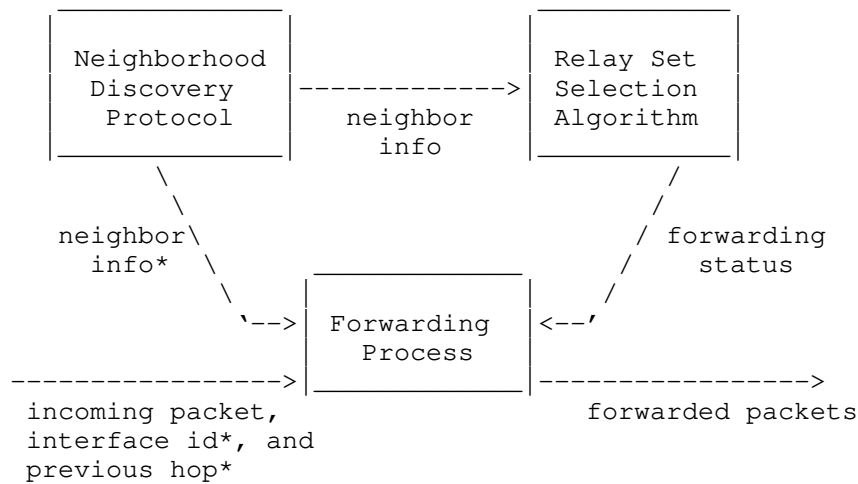 Neighborhood
Discovery
Protocol
Relay Set
Selection
Algorithm
neighbor
info
neighbor
info*
forwarding
status
Forwarding
Process
incoming packet,
interface id*, and
previous hop*
forwarded packets